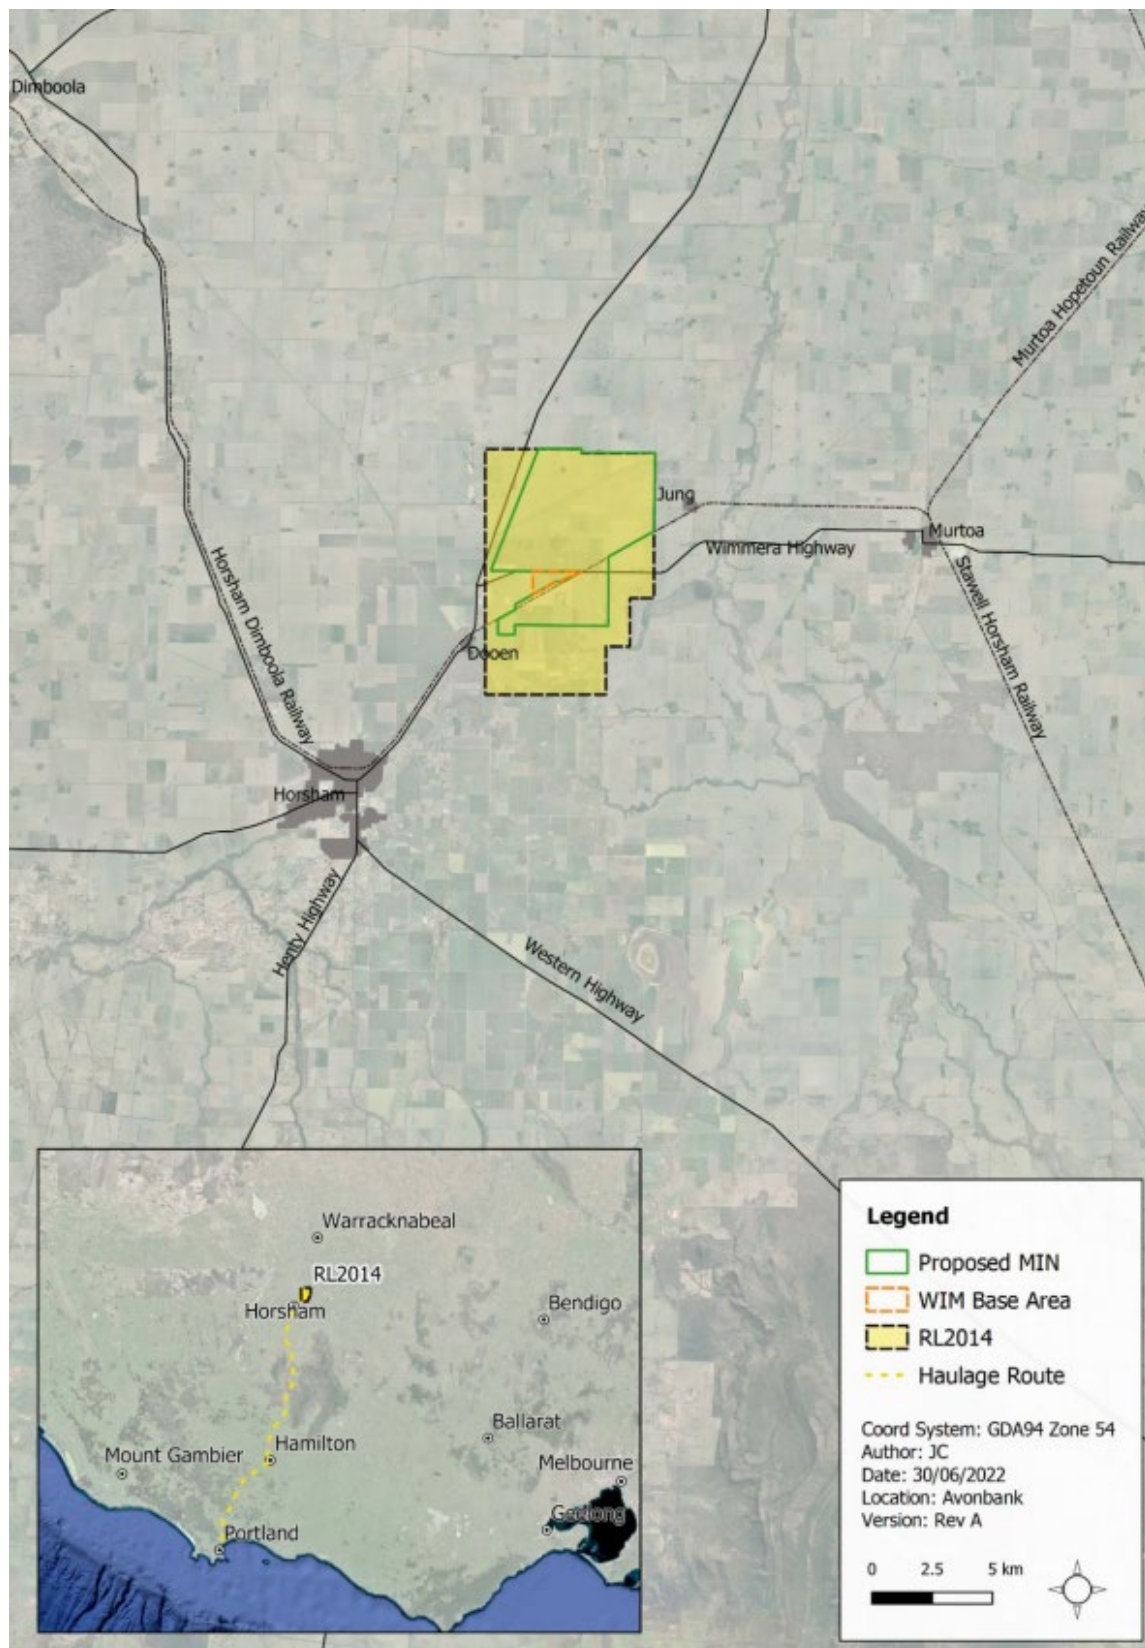 Dimboola
Murtoa Hopetoun Railway
Jung
Murtoa
Wimmera Highway
Stawell Horsham Railway
Horsham Dimboola Railway
Dooen
Horsham
Henty Highway
Western Highway
Warracknabeal
RL2014
Horsham
Bendigo
Ballarat
Hamilton
Mount Gambier
Melbourne
Geelong
Portland
Legend
Proposed MIN
WIM Base Area
RL2014
Haulage Route
Coord System: GDA94 Zone 54
Author: JC
Date: 30/06/2022
Location: Avonbank
Version: Rev A
0 2.5 5 km